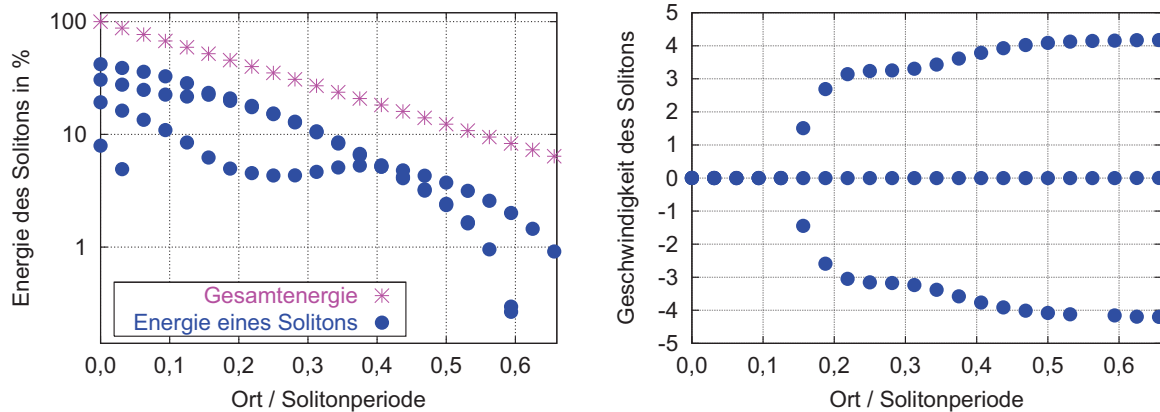 Energie des Solitons in %
100
10
1
Gesamtenergie
Energie eines Solitons
0,0 0,1 0,2 0,3 0,4 0,5 0,6
Ort / Solitonperiode
Geschwindigkeit des Solitons
5
4
3
2
1
0
-1
-2
-3
-4
-5
0,0 0,1 0,2 0,3 0,4 0,5 0,6
Ort / Solitonperiode